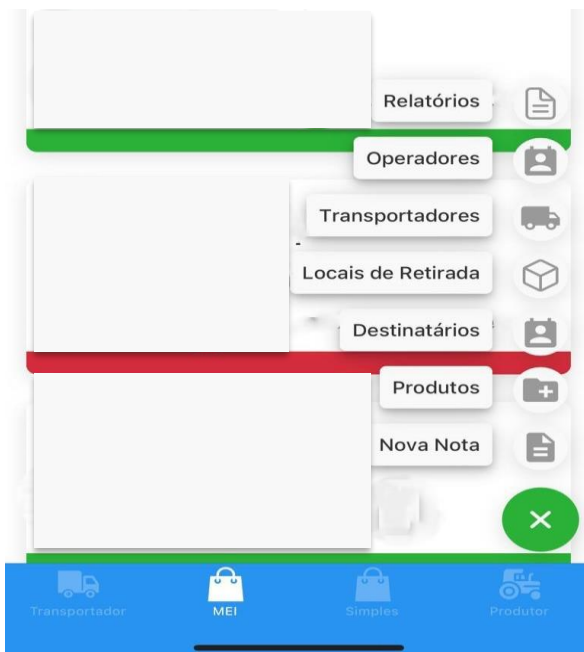 Relatórios
Operadores
Transportadores
Locais de Retirada
Destinatários
Produtos
Nova Nota
Transportador
MEI
Simples
Produtor